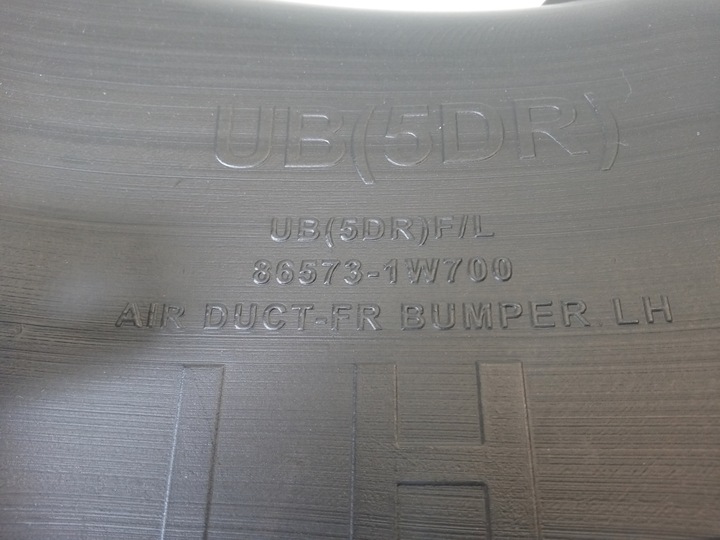 UB(5DR)
UB(5DR)F/L
86573-1W700
AIR DUCT-FR BUMPER LH
LH